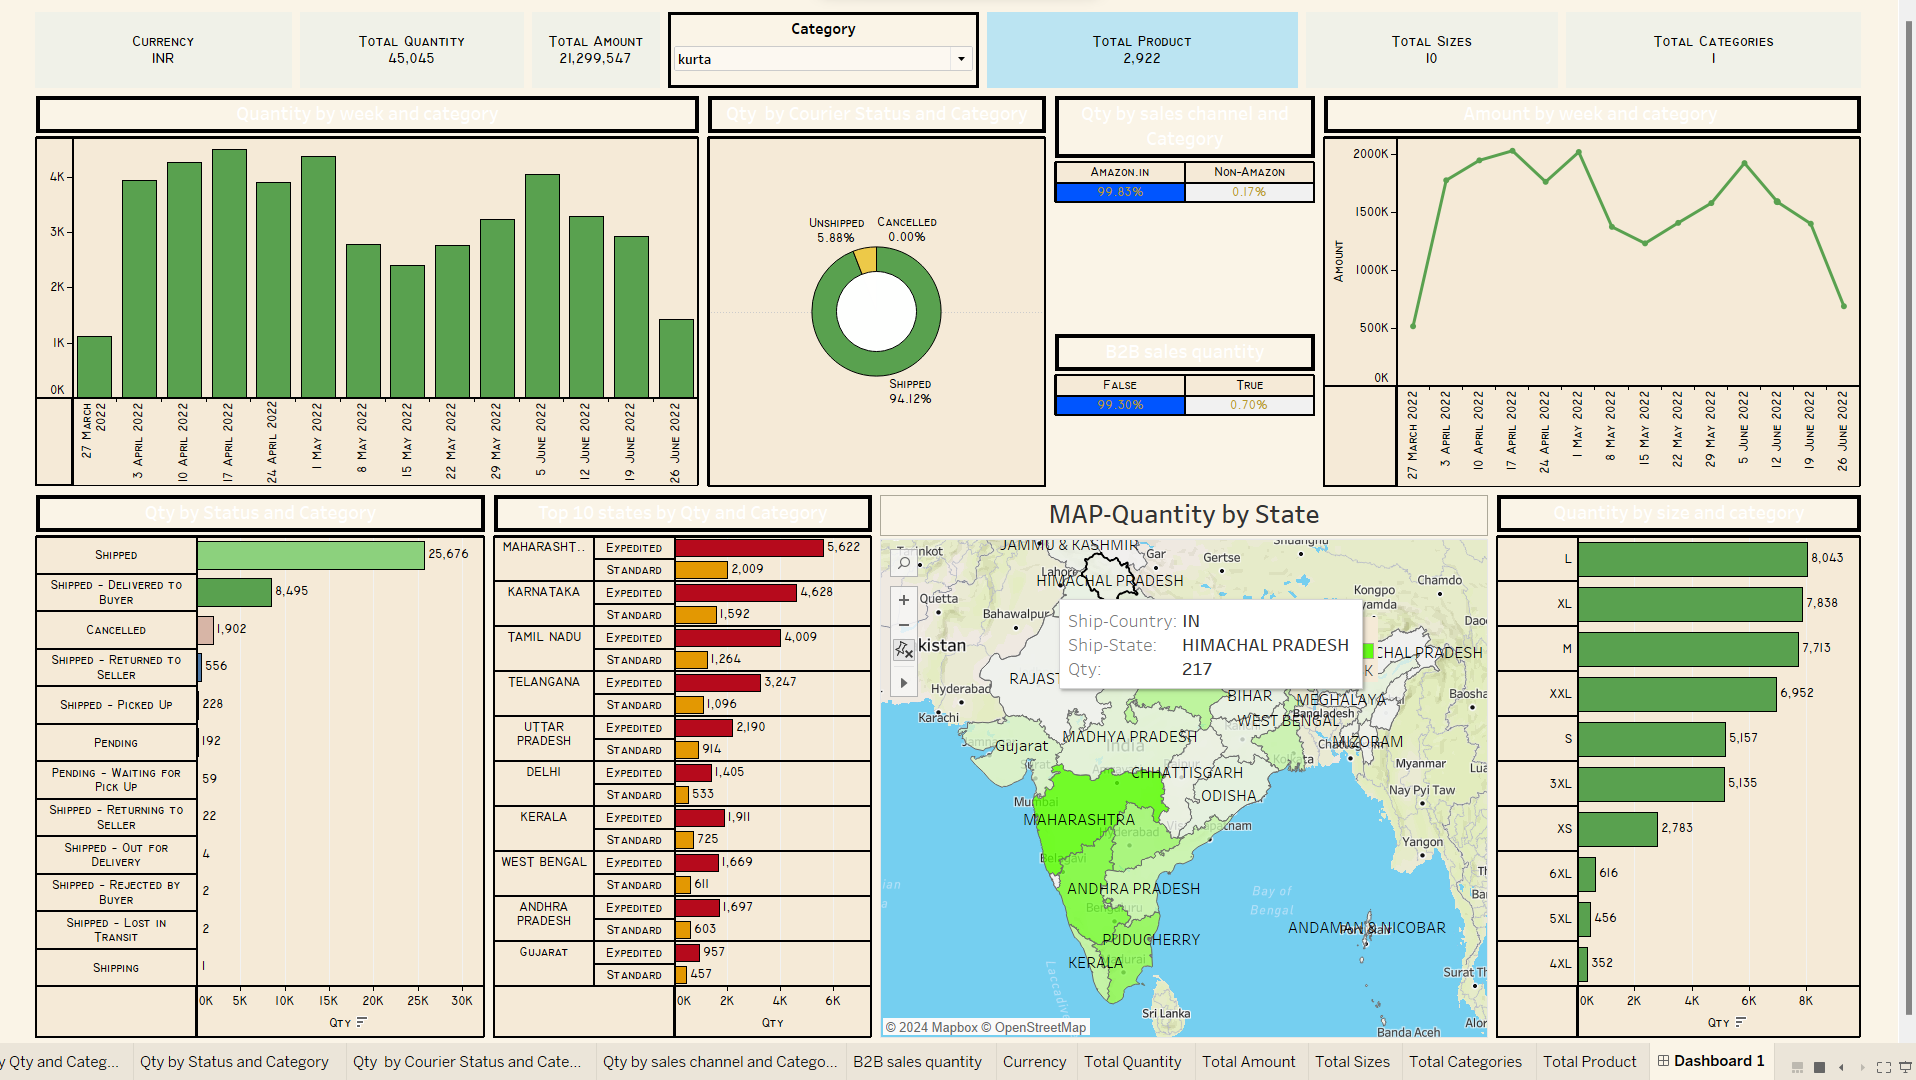 Currency
INR
Total Quantity
45,045
Total Amount
21,299,547
Category
kurta
Total Product
2,922
Total Sizes
10
Total Categories
1
Quantity by week and category
4K
3K
2K
1K
0K
27 March 2022
3 April 2022
10 April 2022
17 April 2022
24 April 2022
1 May 2022
8 May 2022
15 May 2022
22 May 2022
29 May 2022
5 June 2022
12 June 2022
19 June 2022
26 June 2022
Qty by Courier Status and Category
Unshipped
5.88%
Cancelled
0.00%
Shipped
94.12%
Qty by sales channel and
Category
Amazon.in Non-Amazon
99.83% 0.17%
B2B sales quantity
False True
99.30% 0.70%
Amount by week and category
Amount
2000K
1500K
1000K
500K
0K
27 March 2022
3 April 2022
10 April 2022
17 April 2022
24 April 2022
1 May 2022
8 May 2022
15 May 2022
22 May 2022
29 May 2022
5 June 2022
12 June 2022
19 June 2022
26 June 2022
Qty by Status and Category
Shipped 25,676
Shipped - Delivered to
Buyer 8,495
Cancelled 1,902
Shipped - Returned to
Seller 556
Shipped - Picked Up 228
Pending 192
Pending - Waiting for
Pick Up 59
Shipped - Returning to
Seller 22
Shipped - Out for
Delivery 4
Shipped - Rejected by
Buyer 2
Shipped - Lost in
Transit 2
Shipping 1
0K 5K 10K 15K 20K 25K 30K
Qty
Top 10 states by Qty and Category
MAHARASHT.. Expedited 5,622
Standard 2,009
KARNATAKA Expedited 4,628
Standard 1,592
TAMIL NADU Expedited 4,009
Standard 1,264
TELANGANA Expedited 3,247
Standard 1,096
UTTAR
PRADESH Expedited 2,190
Standard 914
DELHI Expedited 1,405
Standard 533
KERALA Expedited 1,911
Standard 725
WEST BENGAL Expedited 1,669
Standard 611
ANDHRA
PRADESH Expedited 1,697
Standard 603
Gujarat Expedited 957
Standard 457
0K 2K 4K 6K
Qty
MAP-Quantity by State
JAMMU & KASHMIR
Gar
Gertse
Lahore
HIMACHAL PRADESH
Chamdo
Kongpo
Quetta
Bahawalpur
Ship-Country: IN
Ship-State: HIMACHAL PRADESH
Qty: 217
kistan
CHAL PRADESH
RAJAST
Hyderabad
Karachi
BIHAR
MEGHALAYA
Bangladesh
WEST BENGAL
Baosha
Gujarat
MADHYA PRADESH
India
MIZORAM
Myanmar
CHHATTISGARH
ODISHA
Nay Pyi Taw
Mumbai
MAHARASHTRA
Hyderabad
Belagavi
Yangon
ANDHRA PRADESH
Bengaluru
Bay of
Bengal
ANDAMAN & NICOBAR
PUDUCHERRY
KERALA
Surat Th
Sri Lanka
Banda Aceh
Alor
© 2024 Mapbox © OpenStreetMap
Quantity by size and category
L 8,043
XL 7,838
M 7,713
XXL 6,952
S 5,157
3XL 5,135
XS 2,783
6XL 616
5XL 456
4XL 352
0K 2K 4K 6K 8K
Qty
y Qty and Categ... Qty by Status and Category Qty by Courier Status and Cate... Qty by sales channel and Catego... B2B sales quantity Currency Total Quantity Total Amount Total Sizes Total Categories Total Product Dashboard 1